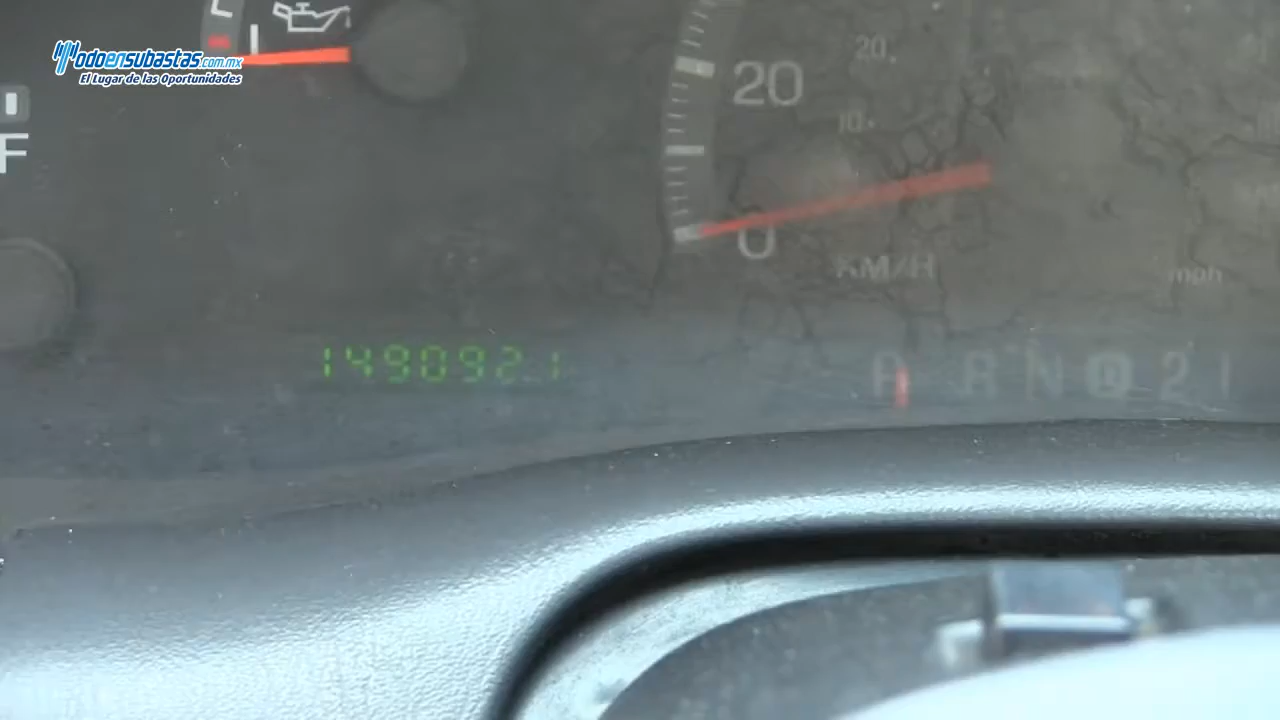 TodoenSubastas.com.mx
El Lugar de las Oportunidades
L
20
20
10
F
0
KM/H
mph
149092.1
P R N D 2 1